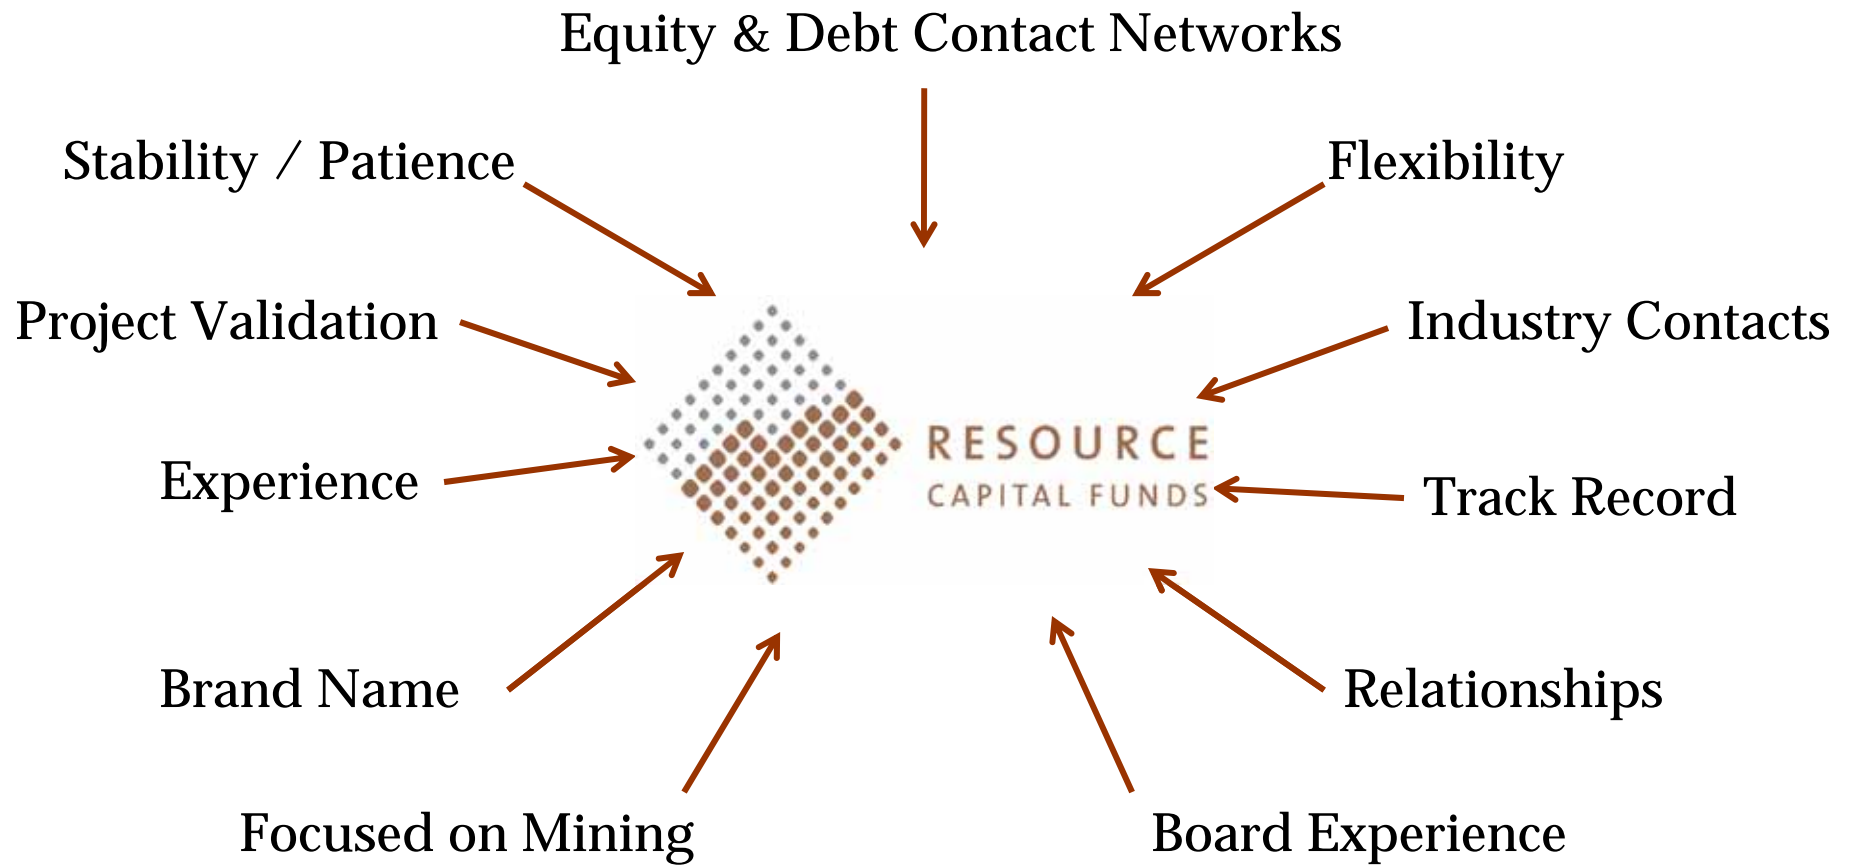 Equity & Debt Contact Networks
Stability / Patience
Flexibility
Project Validation
Industry Contacts
RESOURCE
CAPITAL FUNDS
Experience
Track Record
Brand Name
Relationships
Focused on Mining
Board Experience